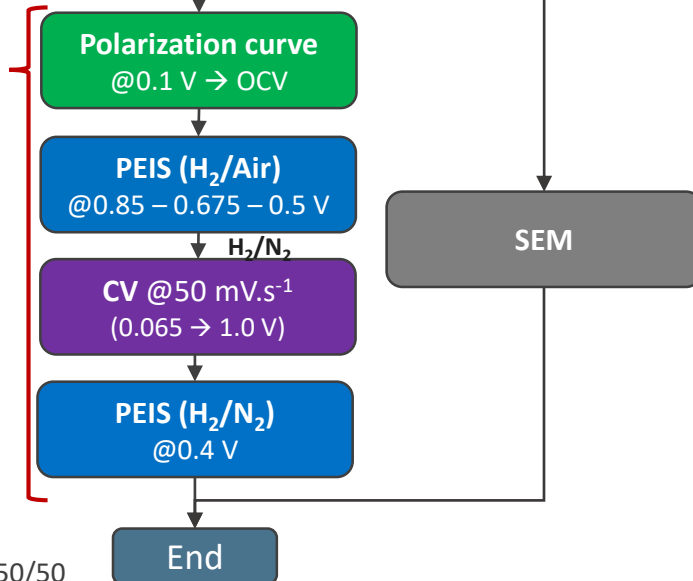 Polarization curve
@0.1 V → OCV
PEIS (H₂/Air)
@0.85 – 0.675 – 0.5 V
H₂/N₂
SEM
CV @50 mV.s⁻¹
(0.065 → 1.0 V)
PEIS (H₂/N₂)
@0.4 V
End
50/50